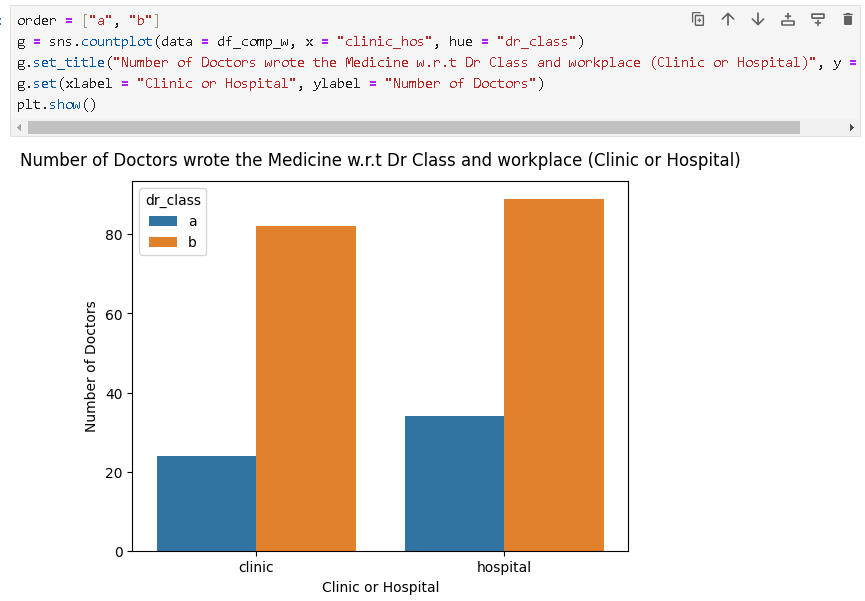 order = ["a", "b"]
g = sns.countplot(data = df_comp_w, x = "clinic_hos", hue = "dr_class")
g.set_title("Number of Doctors wrote the Medicine w.r.t Dr Class and workplace (Clinic or Hospital)", y =
g.set(xlabel = "Clinic or Hospital", ylabel = "Number of Doctors")
plt.show()
Number of Doctors wrote the Medicine w.r.t Dr Class and workplace (Clinic or Hospital)
dr_class
a
b
80
60
40
20
0
Number of Doctors
clinic
hospital
Clinic or Hospital